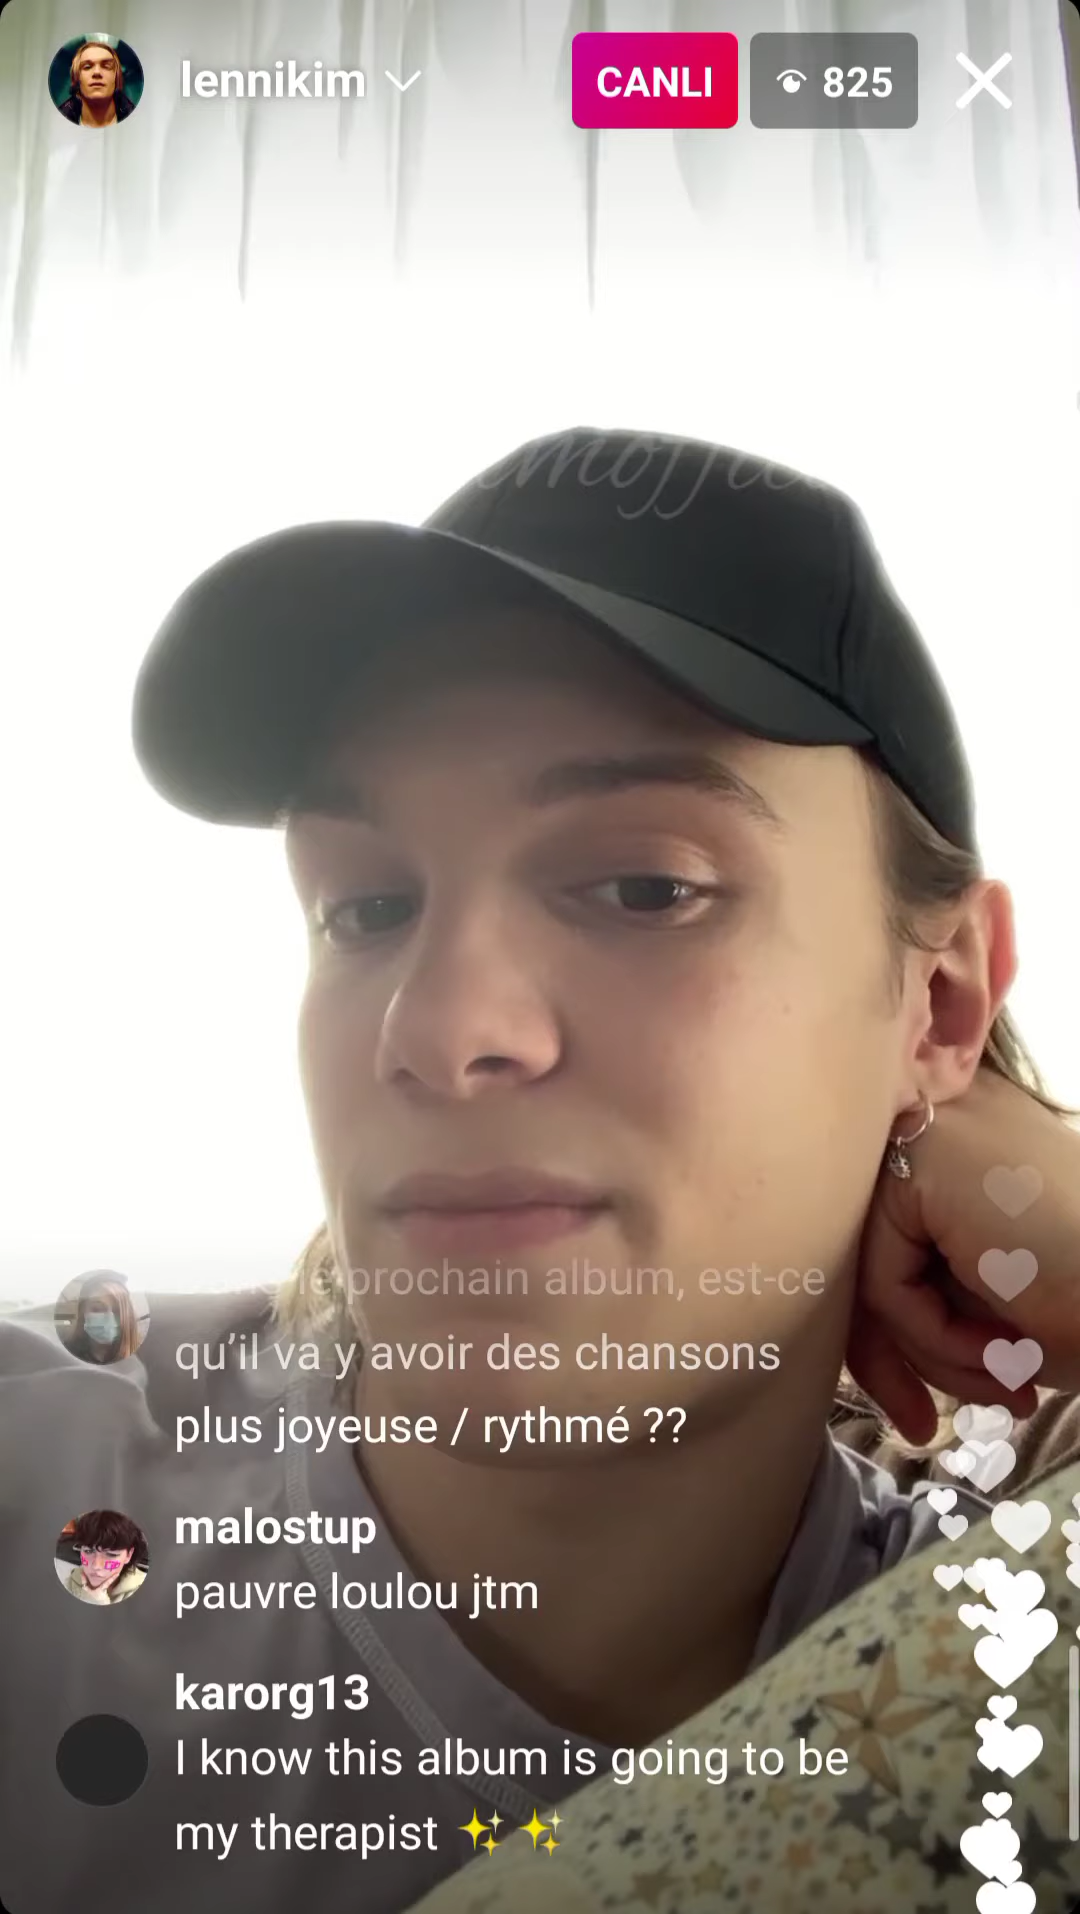 lennikim
CANLI
825
le prochain album, est-ce
qu’il va y avoir des chansons
plus joyeuse / rythmé ??
malostup
pauvre loulou jtm
karorg13
I know this album is going to be
my therapist ✨ ✨